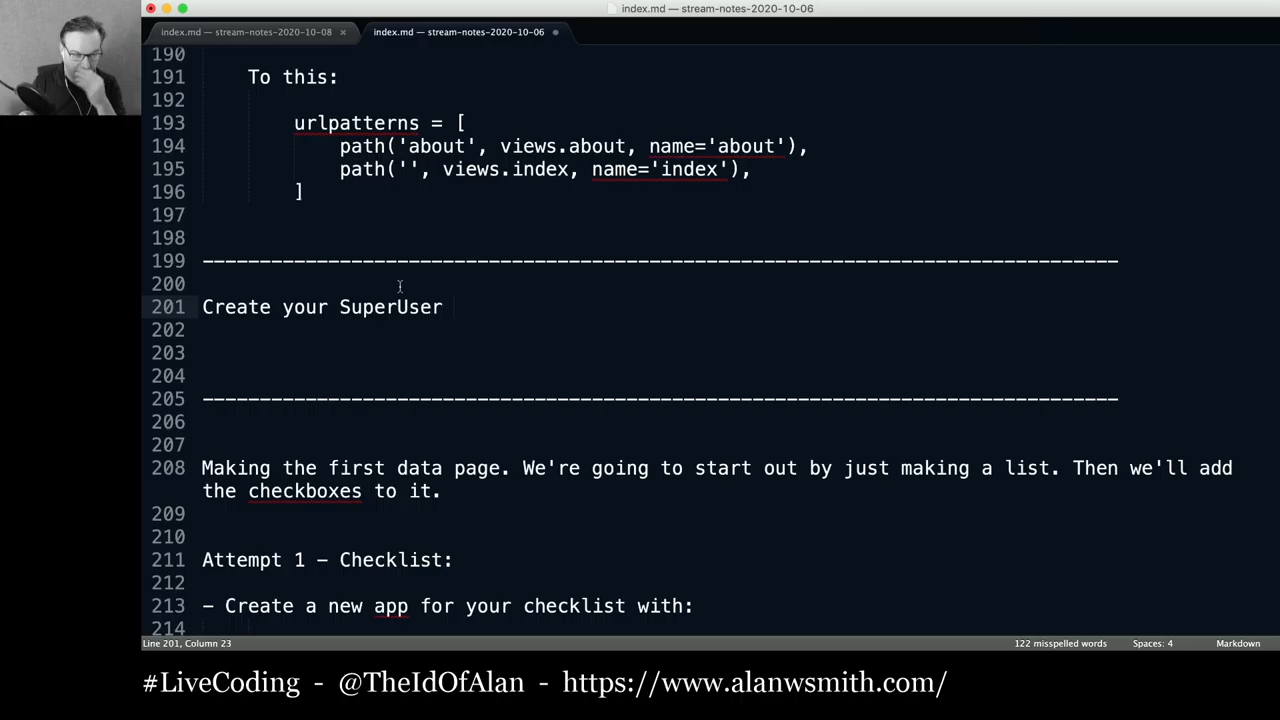 index.md — stream-notes-2020-10-06
index.md — stream-notes-2020-10-08 ×
index.md — stream-notes-2020-10-06
190
191 To this:
192
193 urlpatterns = [
194 path('about', views.about, name='about'),
195 path('', views.index, name='index'),
196 ]
197
198
199 --------------------------------------------------------------------------------
200
201 Create your SuperUser
202
203
204
205 --------------------------------------------------------------------------------
206
207
208 Making the first data page. We're going to start out by just making a list. Then we'll add
the checkboxes to it.
209
210
211 Attempt 1 - Checklist:
212
213 - Create a new app for your checklist with:
214
Line 201, Column 23
122 misspelled words
Spaces: 4
Markdown
#LiveCoding - @TheIdOfAlan - https://www.alanwsmith.com/